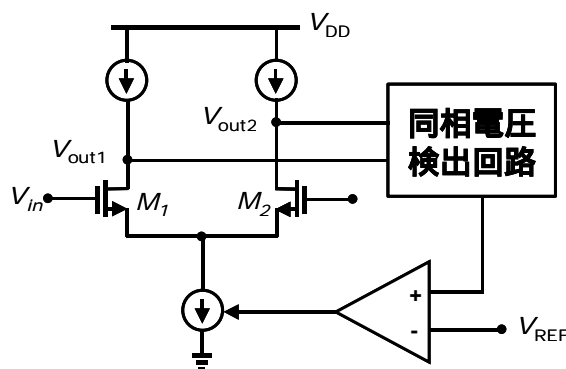 V_DD
V_out2
V_out1
同相電圧
検出回路
V_in
M_1
M_2
+
-
V_REF